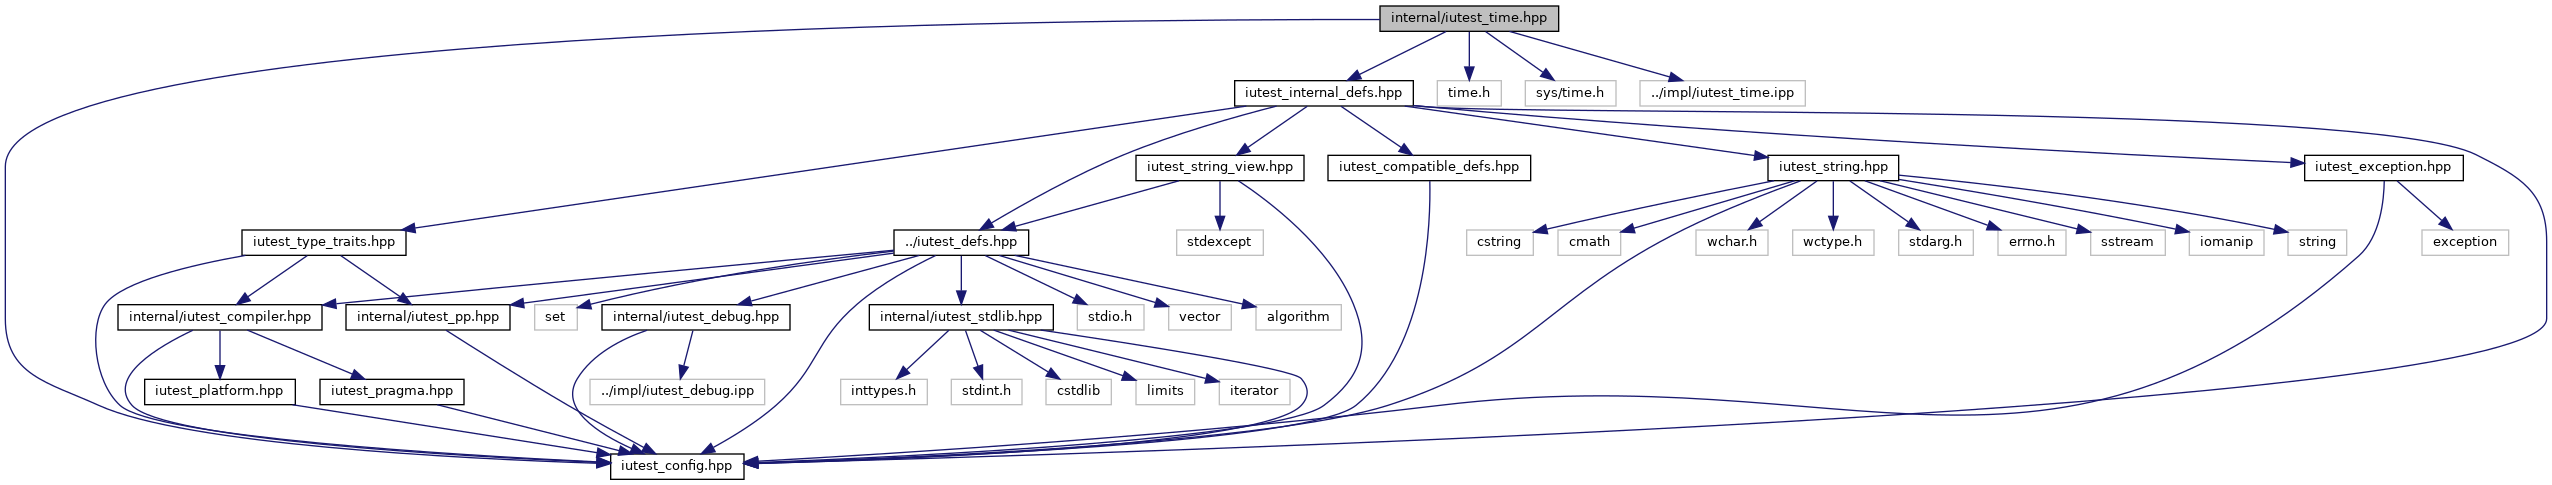 internal/iutest_time.hpp
iutest_internal_defs.hpp
time.h
sys/time.h
../impl/iutest_time.ipp
iutest_string_view.hpp
iutest_compatible_defs.hpp
iutest_string.hpp
iutest_exception.hpp
iutest_type_traits.hpp
../iutest_defs.hpp
stdexcept
cstring
cmath
wchar.h
wctype.h
stdarg.h
errno.h
sstream
iomanip
string
exception
internal/iutest_compiler.hpp
internal/iutest_pp.hpp
set
internal/iutest_debug.hpp
internal/iutest_stdlib.hpp
stdio.h
vector
algorithm
iutest_platform.hpp
iutest_pragma.hpp
../impl/iutest_debug.ipp
inttypes.h
stdint.h
cstdlib
limits
iterator
iutest_config.hpp